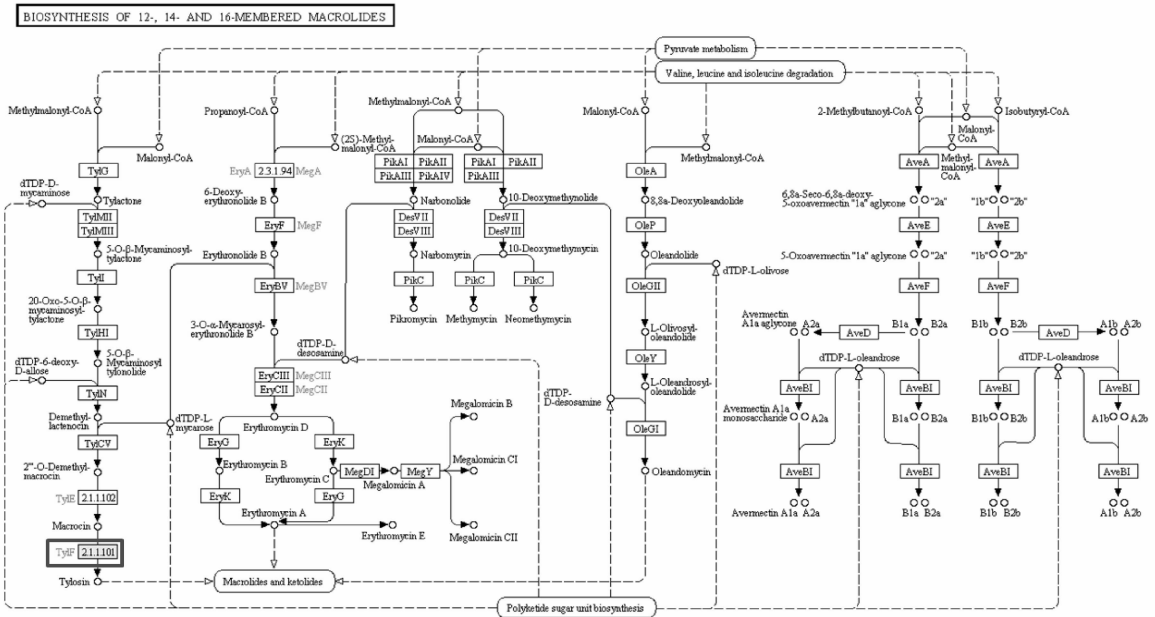 BIOSYNTHESIS OF 12-, 14- AND 16-MEMBERED MACROLIDES
Pyruvate metabolism
Valine, leucine and isoleucine degradation
Methylmalonyl-CoA
Malonyl-CoA
TylG
dTDP-D-
mycaminose
Tylactone
TylMII
TylMIII
5-O-β-Mycaminosyl-
tylactone
TylI
20-Oxo-5-O-β-
mycaminosyl-
tylactone
TylHI
5-O-β-
Mycaminosyl
tylonolide
dTDP-6-deoxy-
D-allose
TylN
Demethyl-
lactenocin
dTDP-L-
mycarose
TylCV
2'''-O-Demethyl-
macrocin
TylE 2.1.1.102
Macrocin
TylF 2.1.1.101
Tylosin
Propanoyl-CoA
(2S)-Methyl-
malonyl-CoA
EryA 2.3.1.94 MegA
6-Deoxy-
erythronolide B
EryF MegF
Erythronolide B
EryBV MegBV
3-O-α-Mycarosyl-
erythronolide B
dTDP-D-
desosamine
EryCIII MegCIII
EryCII MegCII
Erythromycin D
EryG EryK
Erythromycin B
Erythromycin C
EryK EryG
Erythromycin A
Erythromycin E
MegDI MegY
Megalomicin A
Megalomicin B
Megalomicin CI
Megalomicin CII
Macrolides and ketolides
Methylmalonyl-CoA
Malonyl-CoA
PikAI PikAII
PikAIII PikAIV
PikAI PikAII
PikAIII
Narbonolide
10-Deoxymethynolide
DesVII
DesVIII
DesVII
DesVIII
Narbomycin
10-Deoxymethymycin
PikC PikC PikC
Pikromycin Methymycin Neomethymycin
Malonyl-CoA
Methylmalonyl-CoA
OleA
8,8a-Deoxyoleandolide
OleP
Oleandolide
dTDP-L-olivose
OleGII
L-Olivosyl-
oleandolide
OleY
L-Oleandrosyl-
oleandolide
dTDP-
D-desosamine
OleGI
Oleandomycin
2-Methylbutanoyl-CoA Isobutyryl-CoA
Malonyl-
CoA
Methyl-
malonyl-
CoA
AveA AveA
6,8a-Seco-6,8a-deoxy-
5-oxoavermectin "1a" aglycone "2a" "1b" "2b"
AveE AveE
5-Oxoavermectin "1a" aglycone "2a" "1b" "2b"
AveF AveF
Avermectin
A1a aglycone A2a AveD B1a B2a B1b B2b AveD A1b A2b
dTDP-L-oleandrose dTDP-L-oleandrose
AveBI AveBI AveBI AveBI
Avermectin A1a
monosaccharide A2a B1a B2a B1b B2b A1b A2b
AveBI AveBI AveBI AveBI
Avermectin A1a A2a B1a B2a B1b B2b A1b A2b
Polyketide sugar unit biosynthesis